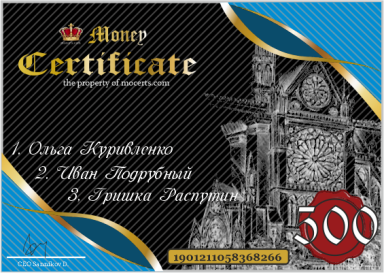 Money
Certificate
the property of mocerts.com
1. Ольга Куривленко
2. Иван Подрубный
3. Гришка Распутин
500
1901211058368266
CEO Sannikov D.